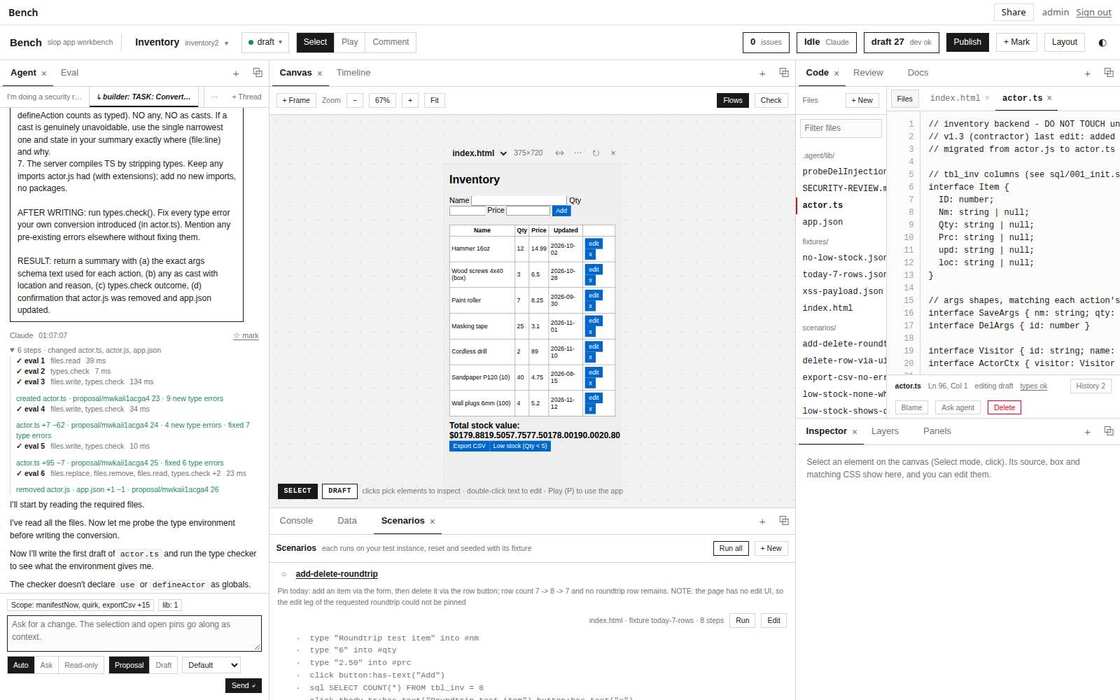 Bench
Share
admin
Sign out
Bench slop app workbench
Inventory inventory2
draft
Select
Play
Comment
0 issues
Idle Claude
draft 27 dev ok
Publish
+ Mark
Layout
Agent ×
Eval
I'm doing a security r…
↳ builder: TASK: Convert…
···
+ Thread
defineAction counts as typed). NO any, NO as casts. If a
cast is genuinely unavoidable, use the single narrowest
one and state in your summary exactly where (file:line)
and why.
7. The server compiles TS by stripping types. Keep any
imports actor.js had (with extensions); add no new imports,
no packages.
AFTER WRITING: run types.check(). Fix every type error
your own conversion introduced (in actor.ts). Mention any
pre-existing errors elsewhere without fixing them.
RESULT: return a summary with (a) the exact args
schema text used for each action, (b) any as cast with
location and reason, (c) types.check outcome, (d)
confirmation that actor.js was removed and app.json
updated.
Claude 01:07:07
☆ mark
▾ 6 steps · changed actor.ts, actor.js, app.json
✓ eval 1 files.read 39 ms
✓ eval 2 types.check 7 ms
✓ eval 3 files.write, types.check 134 ms
created actor.ts · proposal/mwkaii1acga4 23 · 9 new type errors
✓ eval 4 files.write, types.check 34 ms
actor.ts +7 −62 · proposal/mwkaii1acga4 24 · 4 new type errors · fixed 7
type errors
✓ eval 5 files.write, types.check 10 ms
actor.ts +95 −7 · proposal/mwkaii1acga4 25 · fixed 6 type errors
✓ eval 6 files.replace, files.remove, files.read, types.check +2 23 ms
removed actor.js · app.json +1 −1 · proposal/mwkaii1acga4 26
I'll start by reading the required files.
I've read all the files. Now let me probe the type environment
before writing the conversion.
Now I'll write the first draft of actor.ts and run the type checker
to see what the environment gives me.
The checker doesn't declare use or defineActor as globals.
Scope: manifestNow, quirk, exportCsv +15
lib: 1
Ask for a change. The selection and open pins go along as
context.
Auto
Ask
Read-only
Proposal
Draft
Default
Send
Canvas ×
Timeline
+ Frame
Zoom
−
67%
+
Fit
Flows
Check
index.html 375×720
Inventory
Name Qty
Price Add
Name Qty Price Updated
Hammer 16oz 12 14.99 2026-10-02 edit x
Wood screws 4x40 (box) 3 6.5 2026-10-28 edit x
Paint roller 7 8.25 2026-09-30 edit x
Masking tape 25 3.1 2026-11-01 edit x
Cordless drill 2 89 2026-11-10 edit x
Sandpaper P120 (10) 40 4.75 2026-08-15 edit x
Wall plugs 6mm (100) 4 5.2 2026-11-12 edit x
Total stock value:
$0179.8819.5057.7577.50178.00190.0020.80
Export CSV
Low stock (Qty < 5)
SELECT
DRAFT
clicks pick elements to inspect · double-click text to edit · Play (P) to use the app
Console
Data
Scenarios ×
Scenarios each runs on your test instance, reset and seeded with its fixture
Run all
+ New
add-delete-roundtrip
Pin today: add an item via the form, then delete it via the row button; row count 7 -> 8 -> 7 and no roundtrip row remains. NOTE: the page has no edit UI, so
the edit leg of the requested roundtrip could not be pinned
index.html · fixture today-7-rows · 8 steps
Run
Edit
· type "Roundtrip test item" into #nm
· type "6" into #qty
· type "2.50" into #prc
· click button:has-text("Add")
· sql SELECT COUNT(*) FROM tbl_inv = 8
Code ×
Review
Docs
Files
+ New
Filter files
.agent/lib/
probeDelInjection
SECURITY-REVIEW.m
actor.ts
app.json
fixtures/
no-low-stock.json
today-7-rows.json
xss-payload.json
index.html
scenarios/
add-delete-roundt
delete-row-via-ui
export-csv-no-err
low-stock-none-wh
low-stock-shows-o
Files
index.html ×
actor.ts ×
1 // inventory backend - DO NOT TOUCH un
2 // v1.3 (contractor) last edit: added
3 // migrated from actor.js to actor.ts
4
5 // tbl_inv columns (see sql/001_init.s
6 interface Item {
7 ID: number;
8 Nm: string | null;
9 Qty: string | null;
10 Prc: string | null;
11 upd: string | null;
12 loc: string | null;
13 }
14
15 // args shapes, matching each action's
16 interface SaveArgs { nm: string; qty:
17 interface DelArgs { id: number }
18
19 interface Visitor { id: string; name:
20 interface ActorCtx { visitor: Visitor
actor.ts Ln 96, Col 1 editing draft types ok
History 2
Blame
Ask agent
Delete
Inspector ×
Layers
Panels
Select an element on the canvas (Select mode, click). Its source, box and
matching CSS show here, and you can edit them.